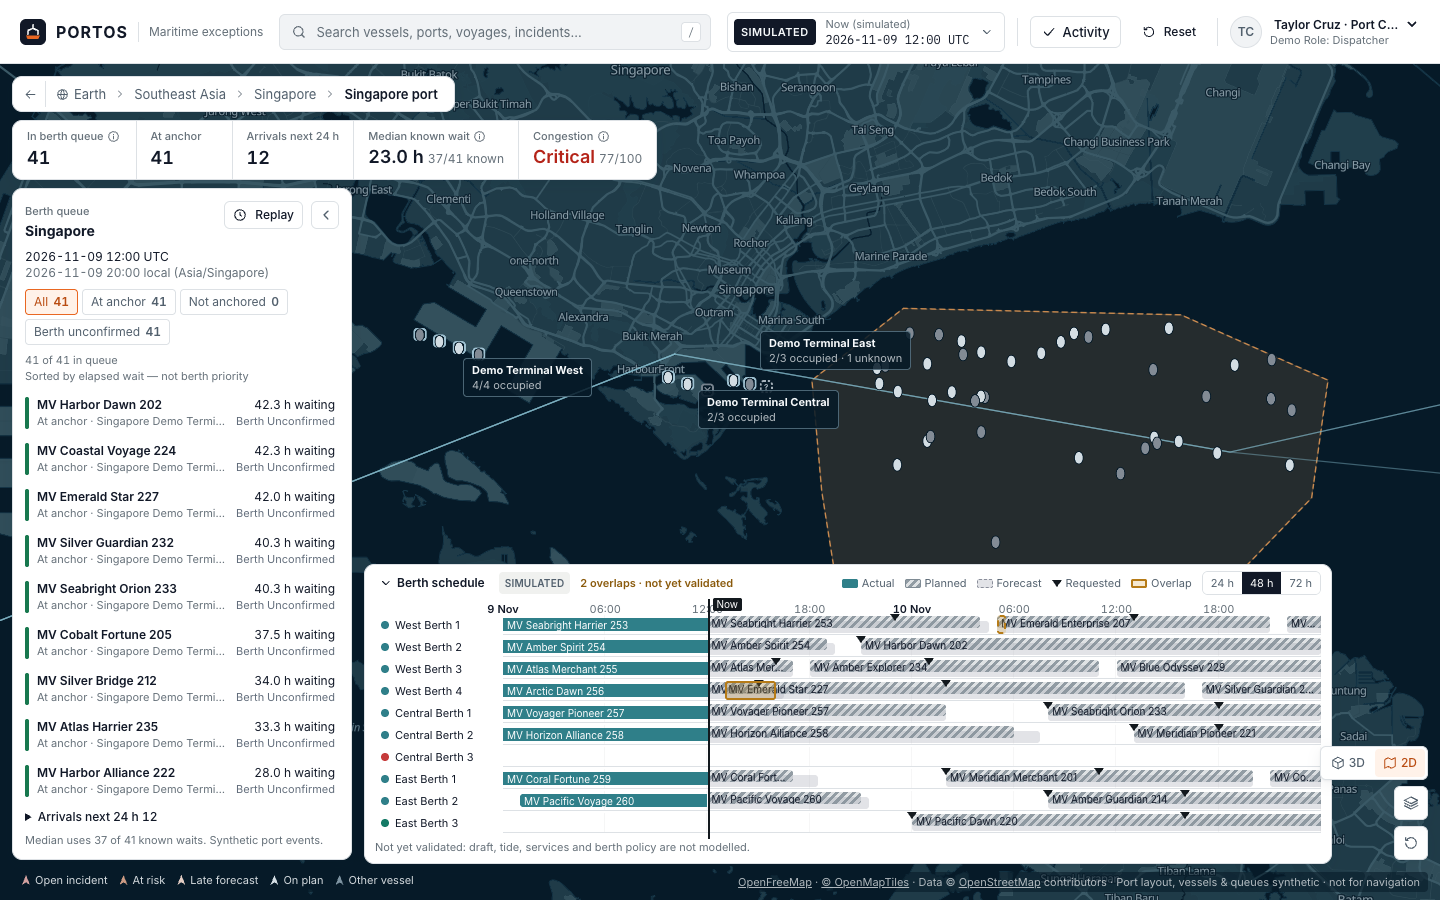 PORTOS
Maritime exceptions
Search vessels, ports, voyages, incidents...
/
SIMULATED
Now (simulated)
2026-11-09 12:00 UTC
Activity
Reset
TC
Taylor Cruz · Port C...
Demo Role: Dispatcher
Earth
Southeast Asia
Singapore
Singapore port
In berth queue
41
At anchor
41
Arrivals next 24 h
12
Median known wait
23.0 h 37/41 known
Congestion
Critical 77/100
Berth queue
Singapore
Replay
2026-11-09 12:00 UTC
2026-11-09 20:00 local (Asia/Singapore)
All 41
At anchor 41
Not anchored 0
Berth unconfirmed 41
41 of 41 in queue
Sorted by elapsed wait — not berth priority
MV Harbor Dawn 202 42.3 h waiting
At anchor · Singapore Demo Termi... Berth Unconfirmed
MV Coastal Voyage 224 42.3 h waiting
At anchor · Singapore Demo Termi... Berth Unconfirmed
MV Emerald Star 227 42.0 h waiting
At anchor · Singapore Demo Termi... Berth Unconfirmed
MV Silver Guardian 232 40.3 h waiting
At anchor · Singapore Demo Termi... Berth Unconfirmed
MV Seabright Orion 233 40.3 h waiting
At anchor · Singapore Demo Termi... Berth Unconfirmed
MV Cobalt Fortune 205 37.5 h waiting
At anchor · Singapore Demo Termi... Berth Unconfirmed
MV Silver Bridge 212 34.0 h waiting
At anchor · Singapore Demo Termi... Berth Unconfirmed
MV Atlas Harrier 235 33.3 h waiting
At anchor · Singapore Demo Termi... Berth Unconfirmed
MV Harbor Alliance 222 28.0 h waiting
At anchor · Singapore Demo Termi... Berth Unconfirmed
Arrivals next 24 h 12
Median uses 37 of 41 known waits. Synthetic port events.
Open incident
At risk
Late forecast
On plan
Other vessel
Bukit Batok
Singapore
Bishan
Serangoon
Tampines
Changi
per-Bukit Timah
Tai Seng
Toa Payoh
Changi Business Park
Novena
Whampoa
Changi Bay
Bedok
Geylang
Bedok South
Clementi
Tanah Merah
Holland Village
Kallang
Tanglin
Newton
Rochor
Marine Parade
one-north
Museum
Queenstown
Singapore
Outram
Alexandra
Marina South
Bukit Merah
HarbourFront
Demo Terminal East
2/3 occupied · 1 unknown
Demo Terminal West
4/4 occupied
Demo Terminal Central
2/3 occupied
Berth schedule
SIMULATED
2 overlaps · not yet validated
Actual
Planned
Forecast
Requested
Overlap
24 h
48 h
72 h
9 Nov
06:00
Now
18:00
10 Nov
06:00
12:00
18:00
West Berth 1
MV Seabright Harrier 253
MV Seabright Harrier 253
MV Emerald Enterprise 207
MV...
West Berth 2
MV Amber Spirit 254
MV Amber Spirit 254
MV Harbor Dawn 202
West Berth 3
MV Atlas Merchant 255
MV Atlas Mer...
MV Amber Explorer 234
MV Blue Odyssey 229
West Berth 4
MV Arctic Dawn 256
MV Emerald Star 227
MV Silver Guardian 2...
Central Berth 1
MV Voyager Pioneer 257
MV Voyager Pioneer 257
MV Seabright Orion 233
Central Berth 2
MV Horizon Alliance 258
MV Horizon Alliance 258
MV Meridian Pioneer 221
Central Berth 3
East Berth 1
MV Coral Fortune 259
MV Coral Fort...
MV Meridian Merchant 201
MV Co...
East Berth 2
MV Pacific Voyage 260
MV Pacific Voyage 260
MV Amber Guardian 214
East Berth 3
MV Pacific Dawn 220
Not yet validated: draft, tide, services and berth policy are not modelled.
Sadai
3D
2D
OpenFreeMap · © OpenMapTiles · Data © OpenStreetMap contributors · Port layout, vessels & queues synthetic · not for navigation